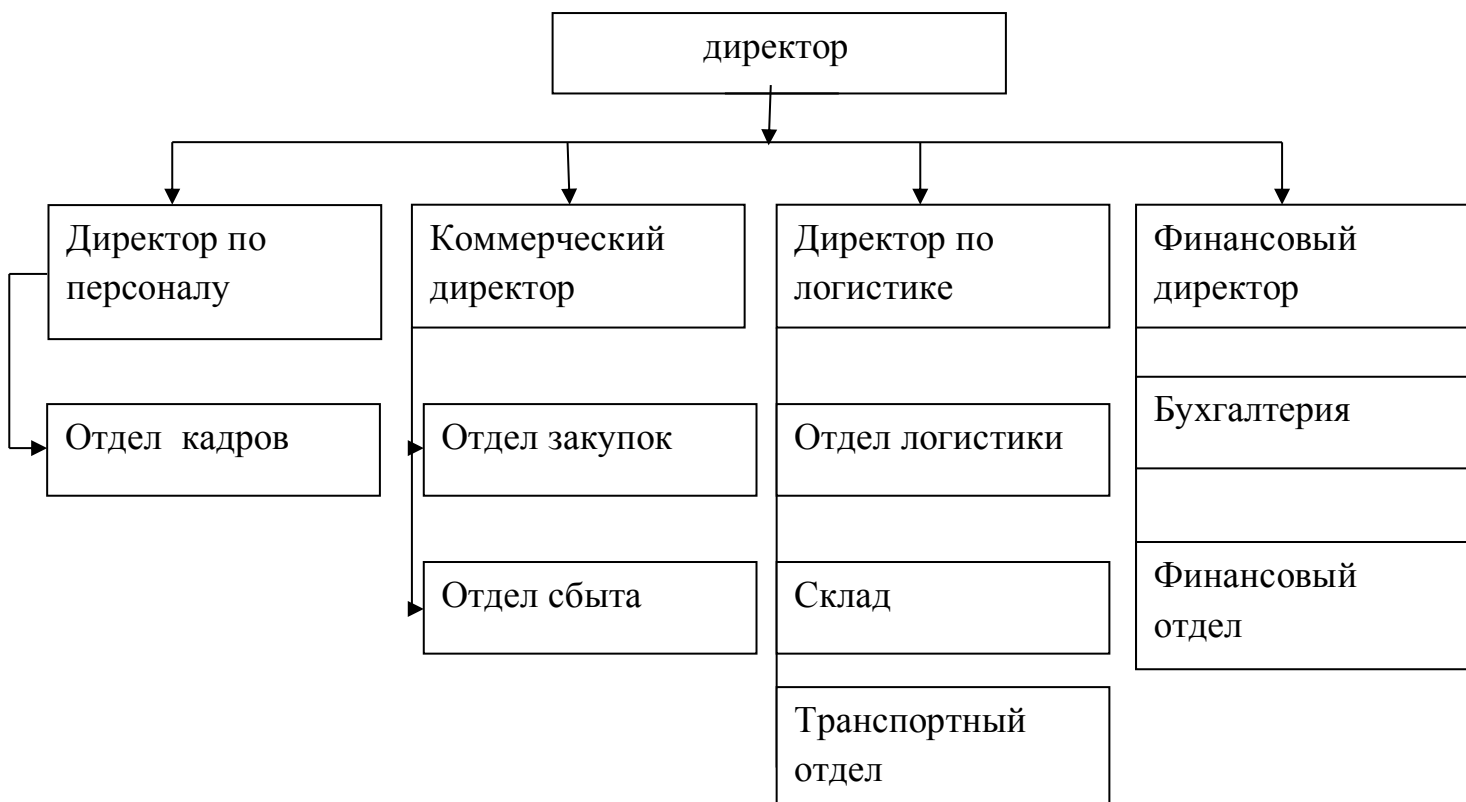 директор
Директор по
персоналу
Коммерческий
директор
Директор по
логистике
Финансовый
директор
Отдел кадров
Отдел закупок
Отдел логистики
Бухгалтерия
Отдел сбыта
Склад
Финансовый
отдел
Транспортный
отдел